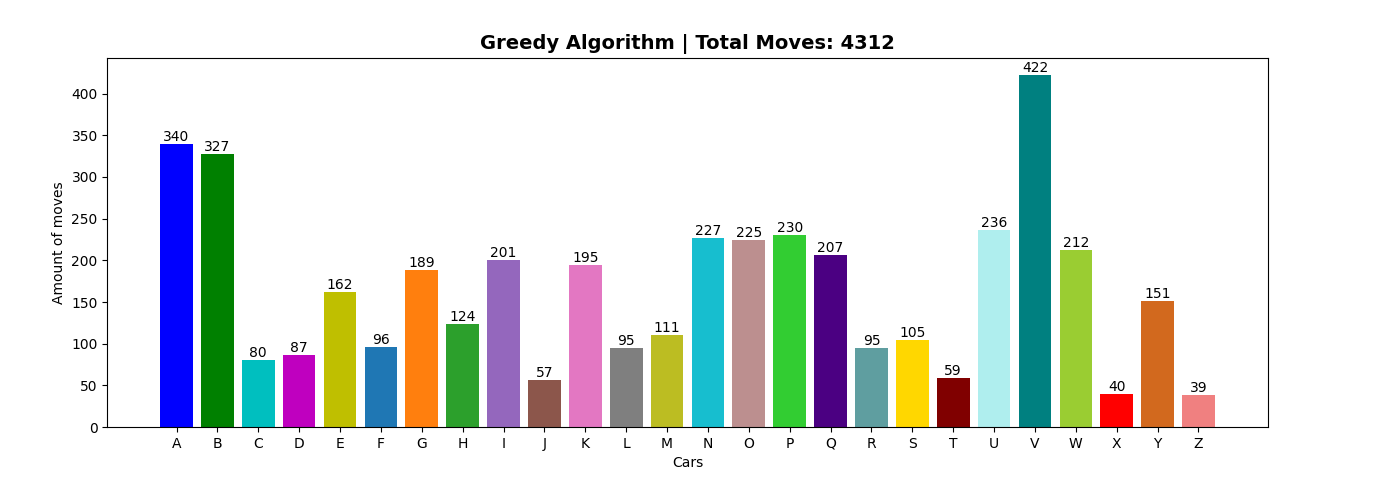 Greedy Algorithm | Total Moves: 4312
Amount of moves
400
350
300
250
200
150
100
50
0
340 327 80 87 162 96 189 124 201 57 195 95 111 227 225 230 207 95 105 59 236 422 212 40 151 39
A B C D E F G H I J K L M N O P Q R S T U V W X Y Z
Cars